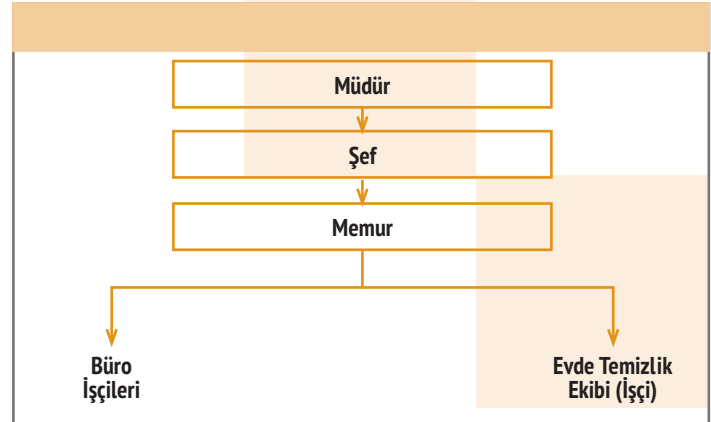 Müdür
Şef
Memur
Büro
İşçileri
Evde Temizlik
Ekibi (İşçi)